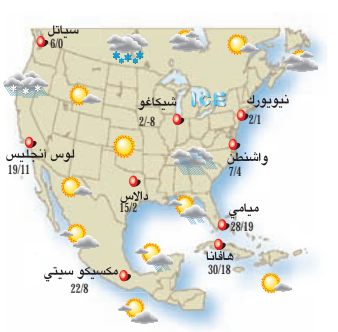 سياتل
6/0
شيكاغو
2/-8
ICE
نيويورك
2/1
لوس انجليس
19/11
واشنطن
7/4
دالاس
15/2
ميامي
28/19
هافانا
30/18
مكسيكو سيتي
22/8